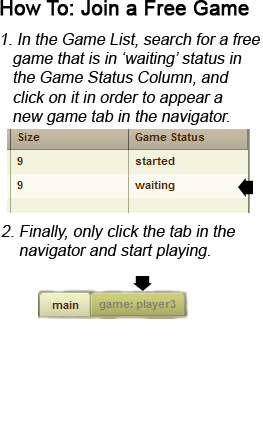 How To: Join a Free Game
1. In the Game List, search for a free
game that is in ‘waiting’ status in
the Game Status Column, and
click on it in order to appear a
new game tab in the navigator.
Size Game Status
9 started
9 waiting
2. Finally, only click the tab in the
navigator and start playing.
main game: player3